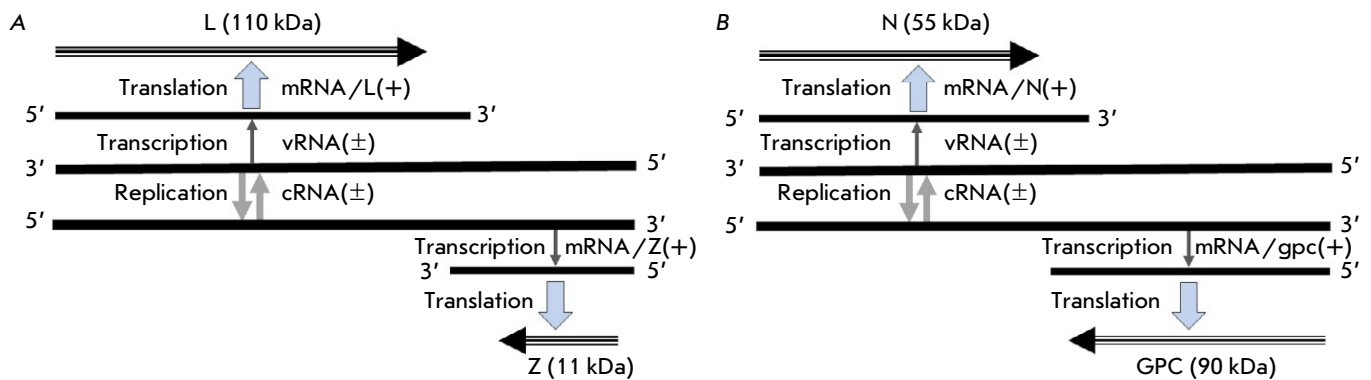 A
L (110 kDa)
Translation mRNA/L(+)
5′ 3′
Transcription vRNA(±)
3′ 5′
Replication cRNA(±)
5′ 3′
Transcription mRNA/Z(+)
3′ 5′
Translation
Z (11 kDa)
B
N (55 kDa)
Translation mRNA/N(+)
5′ 3′
Transcription vRNA(±)
3′ 5′
Replication cRNA(±)
5′ 3′
Transcription mRNA/gpc(+)
5′
Translation
GPC (90 kDa)